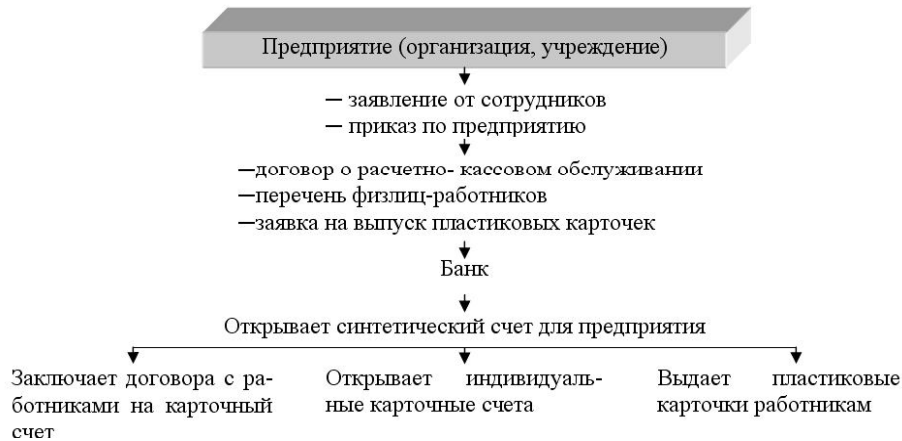 Предприятие (организация, учреждение)
— заявление от сотрудников
— приказ по предприятию
—договор о расчетно- кассовом обслуживании
—перечень физлиц-работников
—заявка на выпуск пластиковых карточек
Банк
Открывает синтетический счет для предприятия
Заключает договора с ра-
ботниками на карточный
счет
Открывает индивидуаль-
ные карточные счета
Выдает пластиковые
карточки работникам